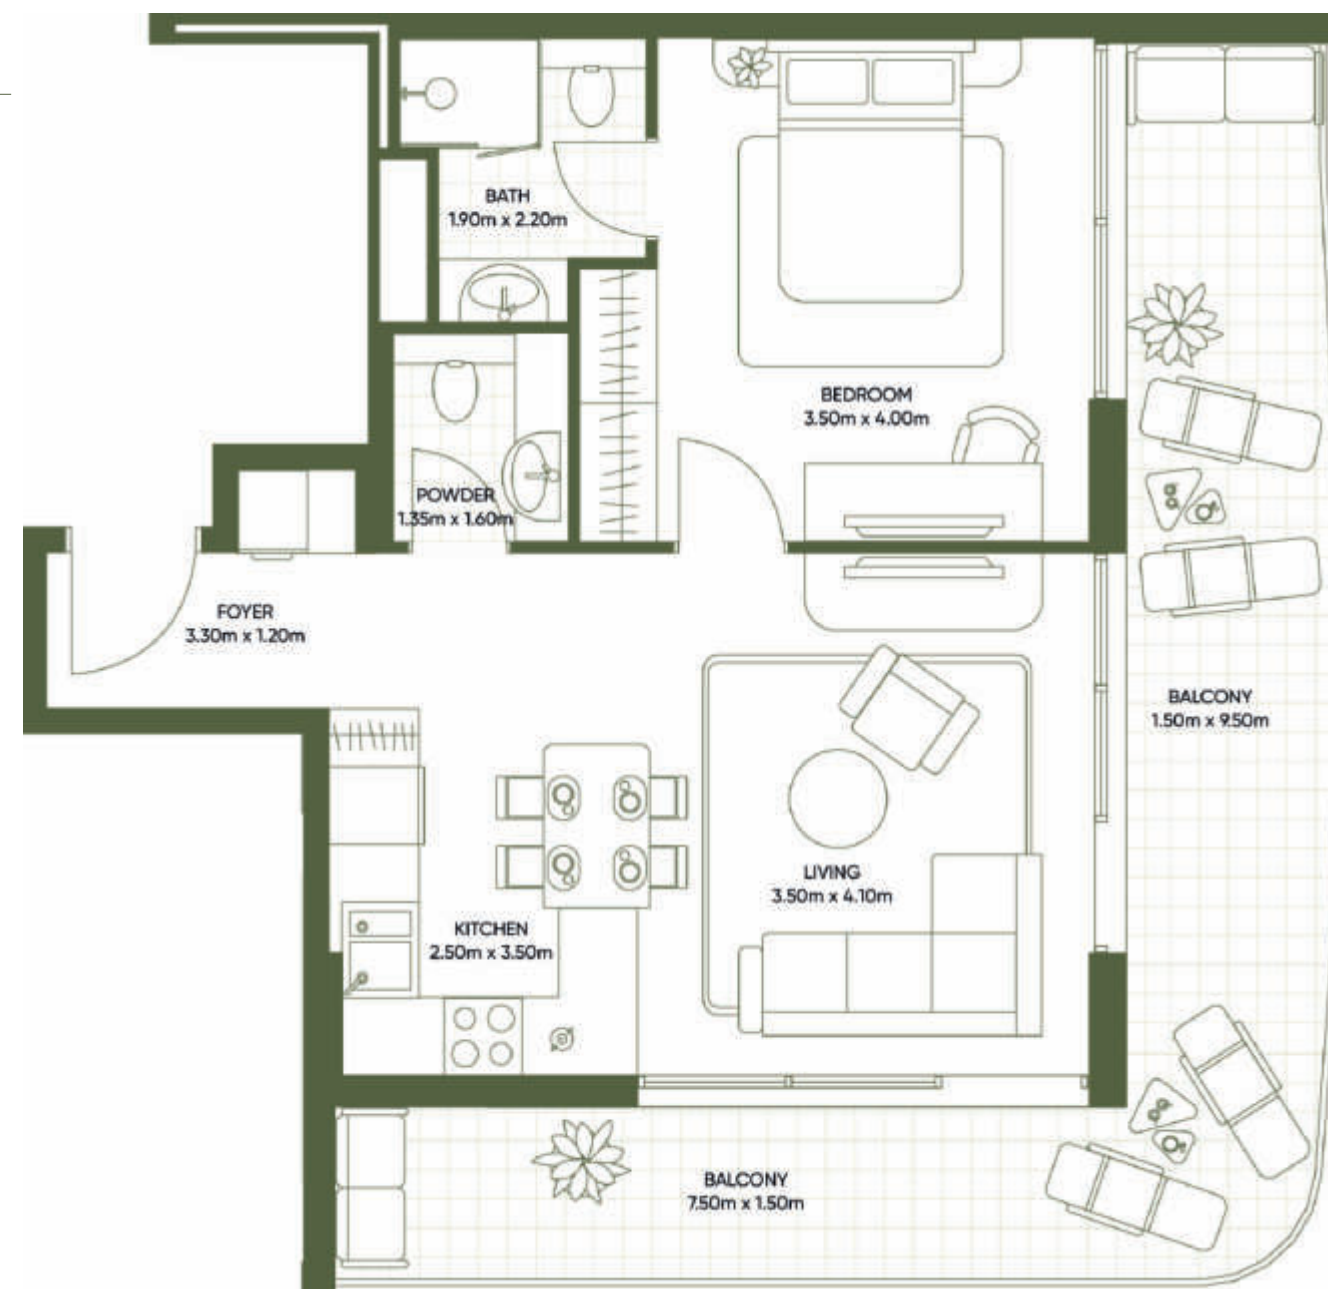 BATH
1.90m x 2.20m
BEDROOM
3.50m x 4.00m
POWDER
1.35m x 1.60m
FOYER
3.30m x 1.20m
BALCONY
1.50m x 9.50m
LIVING
3.50m x 4.10m
KITCHEN
2.50m x 3.50m
BALCONY
7.50m x 1.50m